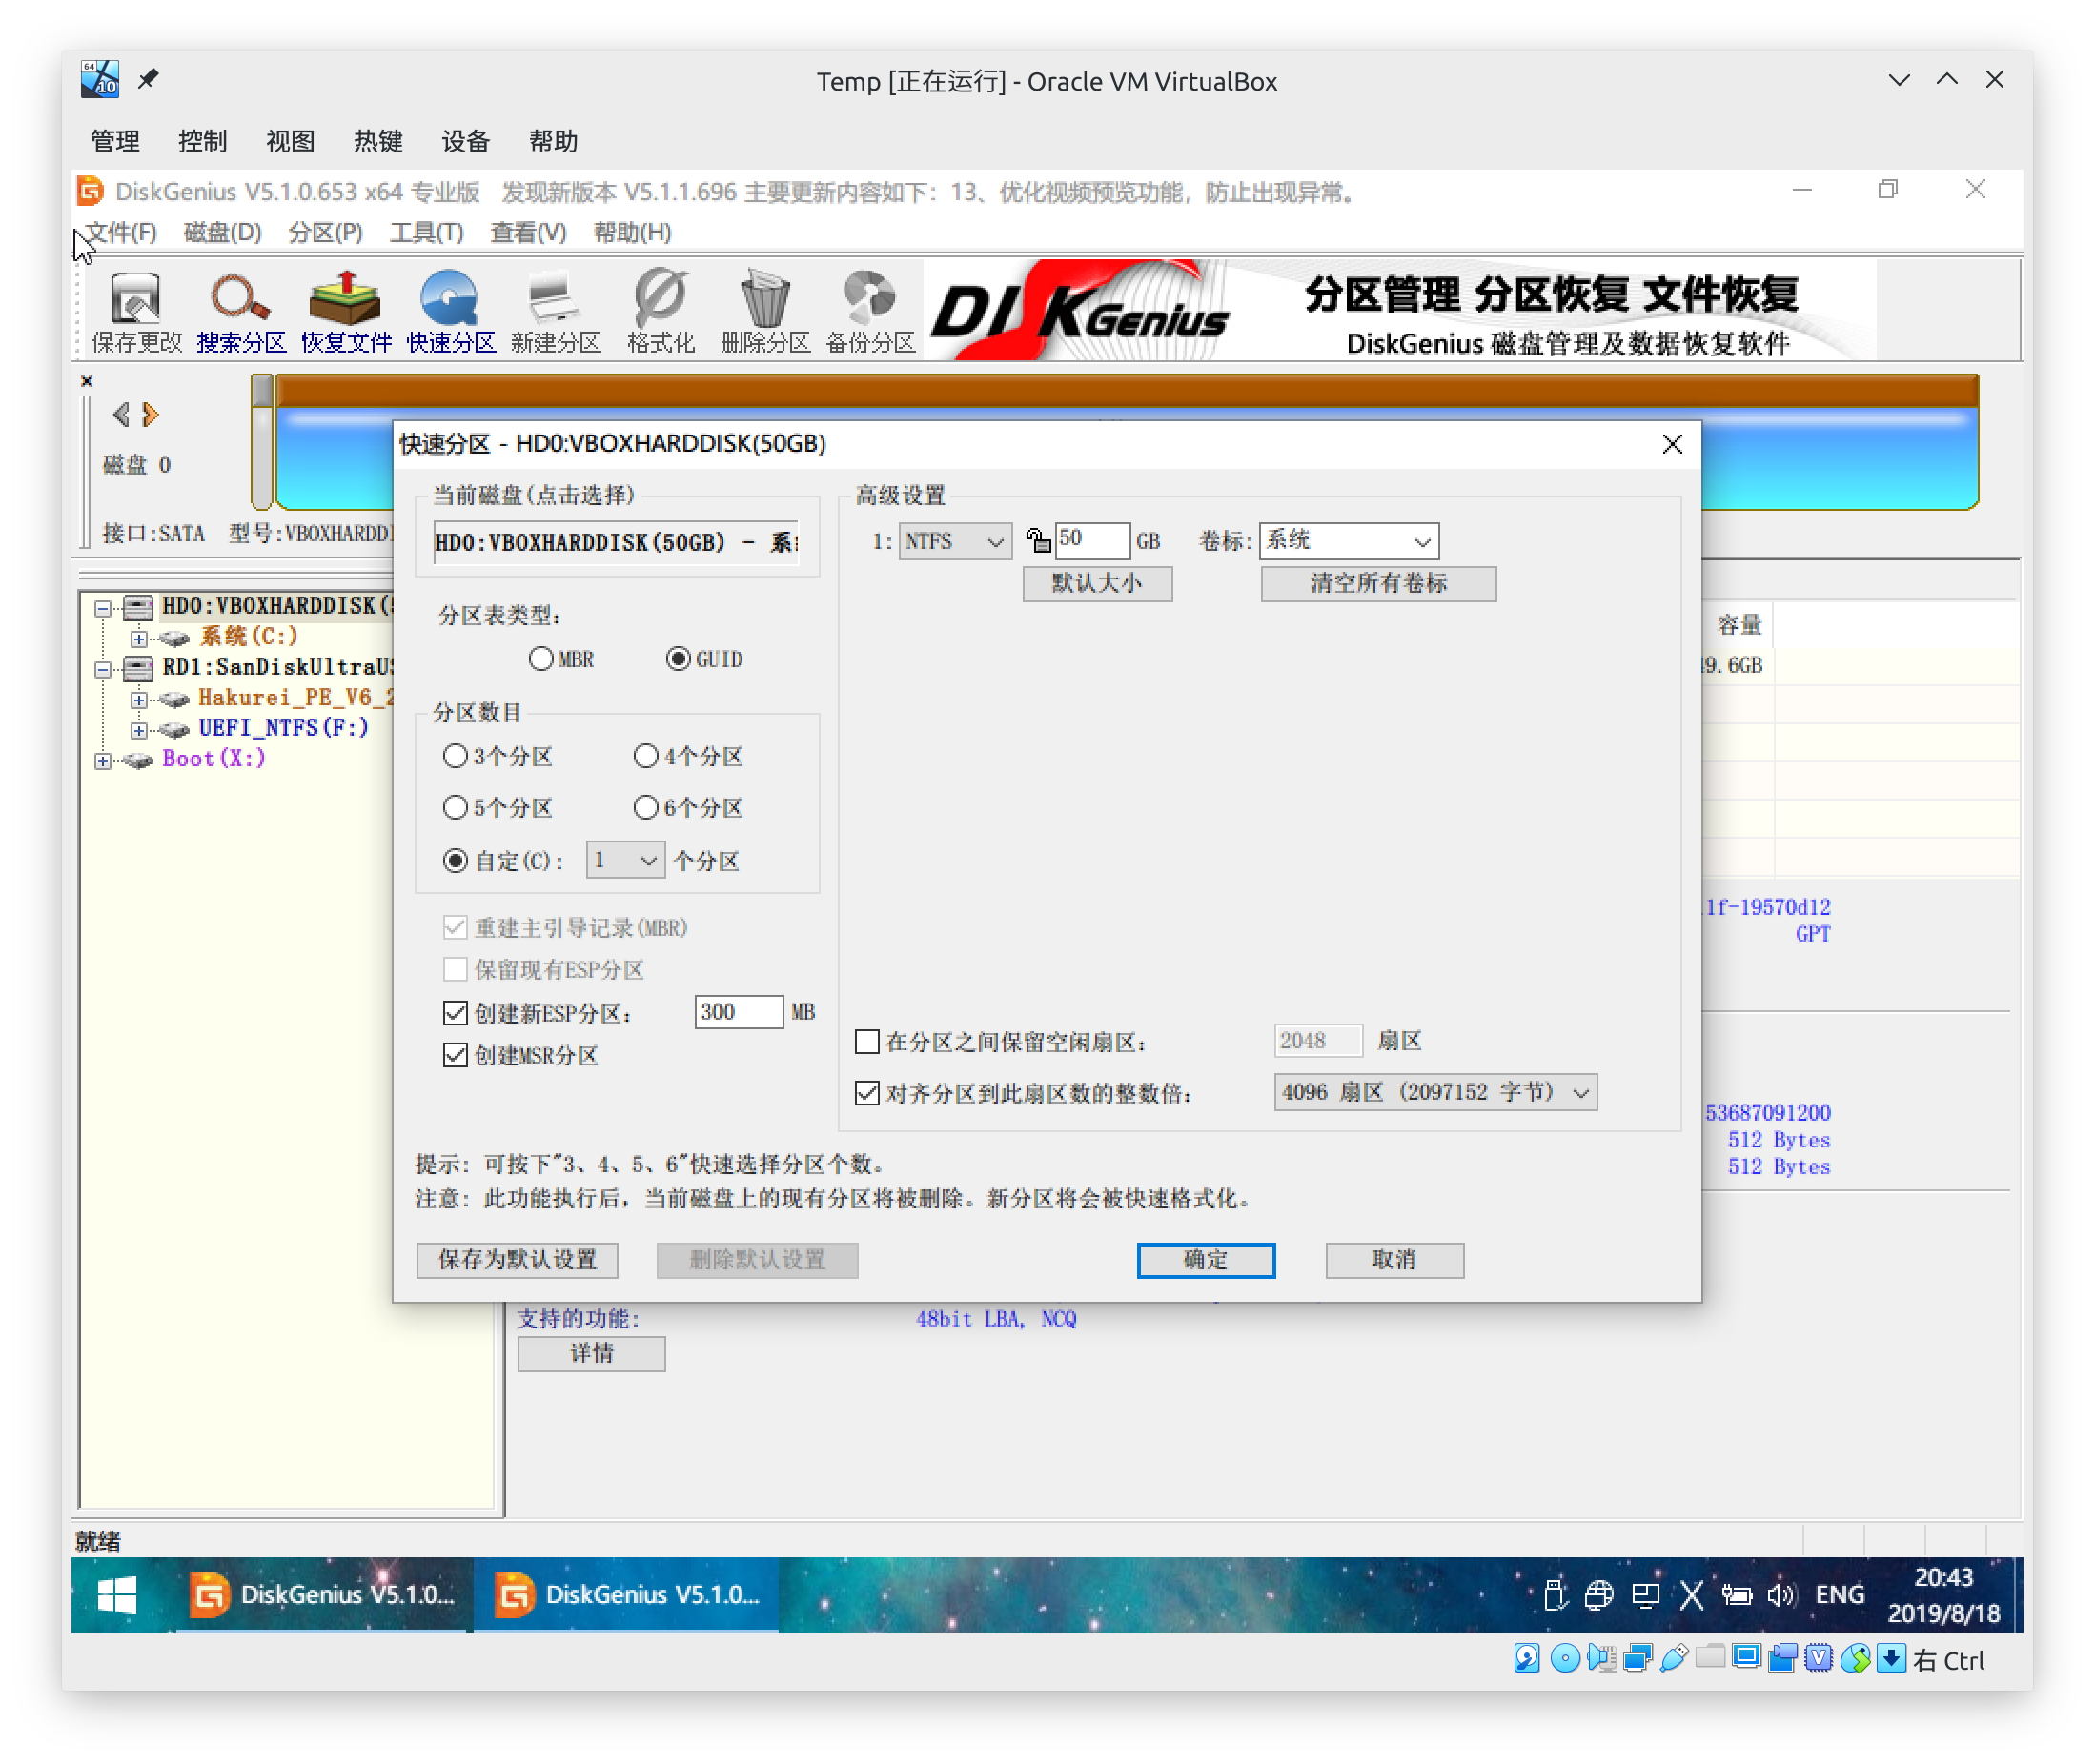 Temp [正在运行] - Oracle VM VirtualBox
管理 控制 视图 热键 设备 帮助
DiskGenius V5.1.0.653 x64 专业版 发现新版本 V5.1.1.696 主要更新内容如下：13、优化视频预览功能，防止出现异常。
文件(F) 磁盘(D) 分区(P) 工具(T) 查看(V) 帮助(H)
保存更改 搜索分区 恢复文件 快速分区 新建分区 格式化 删除分区 备份分区
DISKGenius
分区管理 分区恢复 文件恢复
DiskGenius 磁盘管理及数据恢复软件
磁盘 0
接口:SATA 型号:VBOXHARDD
快速分区 - HD0:VBOXHARDDISK(50GB)
当前磁盘(点击选择)
HD0:VBOXHARDDISK(50GB) - 系
分区表类型:
MBR GUID
分区数目
3个分区 4个分区
5个分区 6个分区
自定(C): 1 个分区
重建主引导记录(MBR)
保留现有ESP分区
创建新ESP分区: 300 MB
创建MSR分区
高级设置
1: NTFS 50 GB 卷标: 系统
默认大小 清空所有卷标
在分区之间保留空闲扇区: 2048 扇区
对齐分区到此扇区数的整数倍: 4096 扇区 (2097152 字节)
提示: 可按下"3、4、5、6"快速选择分区个数。
注意: 此功能执行后, 当前磁盘上的现有分区将被删除。新分区将会被快速格式化。
保存为默认设置 删除默认设置 确定 取消
HD0:VBOXHARDDISK(
系统(C:)
RD1:SanDiskUltraU
Hakurei_PE_V6_2
UEFI_NTFS(F:)
Boot(X:)
容量
9.6GB
1f-19570d12
GPT
53687091200
512 Bytes
512 Bytes
支持的功能: 48bit LBA, NCQ
详情
就绪
DiskGenius V5.1.0... DiskGenius V5.1.0... ENG 20:43
2019/8/18
右 Ctrl